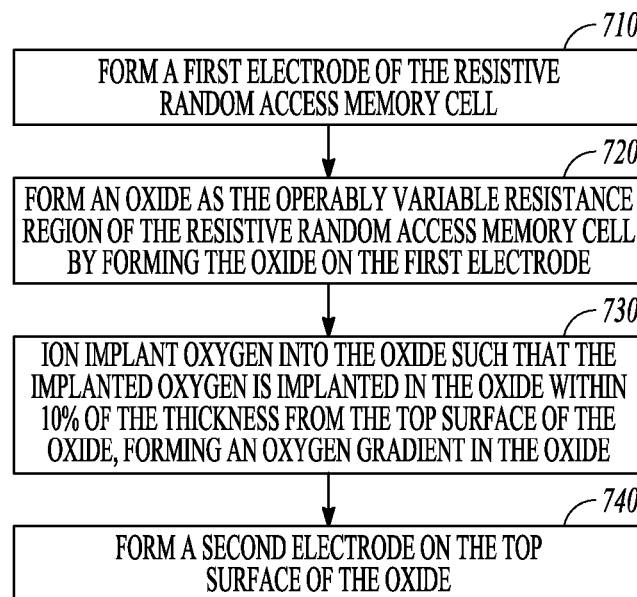 710
FORM A FIRST ELECTRODE OF THE RESISTIVE
RANDOM ACCESS MEMORY CELL
720
FORM AN OXIDE AS THE OPERABLY VARIABLE RESISTANCE
REGION OF THE RESISTIVE RANDOM ACCESS MEMORY CELL
BY FORMING THE OXIDE ON THE FIRST ELECTRODE
730
ION IMPLANT OXYGEN INTO THE OXIDE SUCH THAT THE
IMPLANTED OXYGEN IS IMPLANTED IN THE OXIDE WITHIN
10% OF THE THICKNESS FROM THE TOP SURFACE OF THE
OXIDE, FORMING AN OXYGEN GRADIENT IN THE OXIDE
740
FORM A SECOND ELECTRODE ON THE TOP
SURFACE OF THE OXIDE